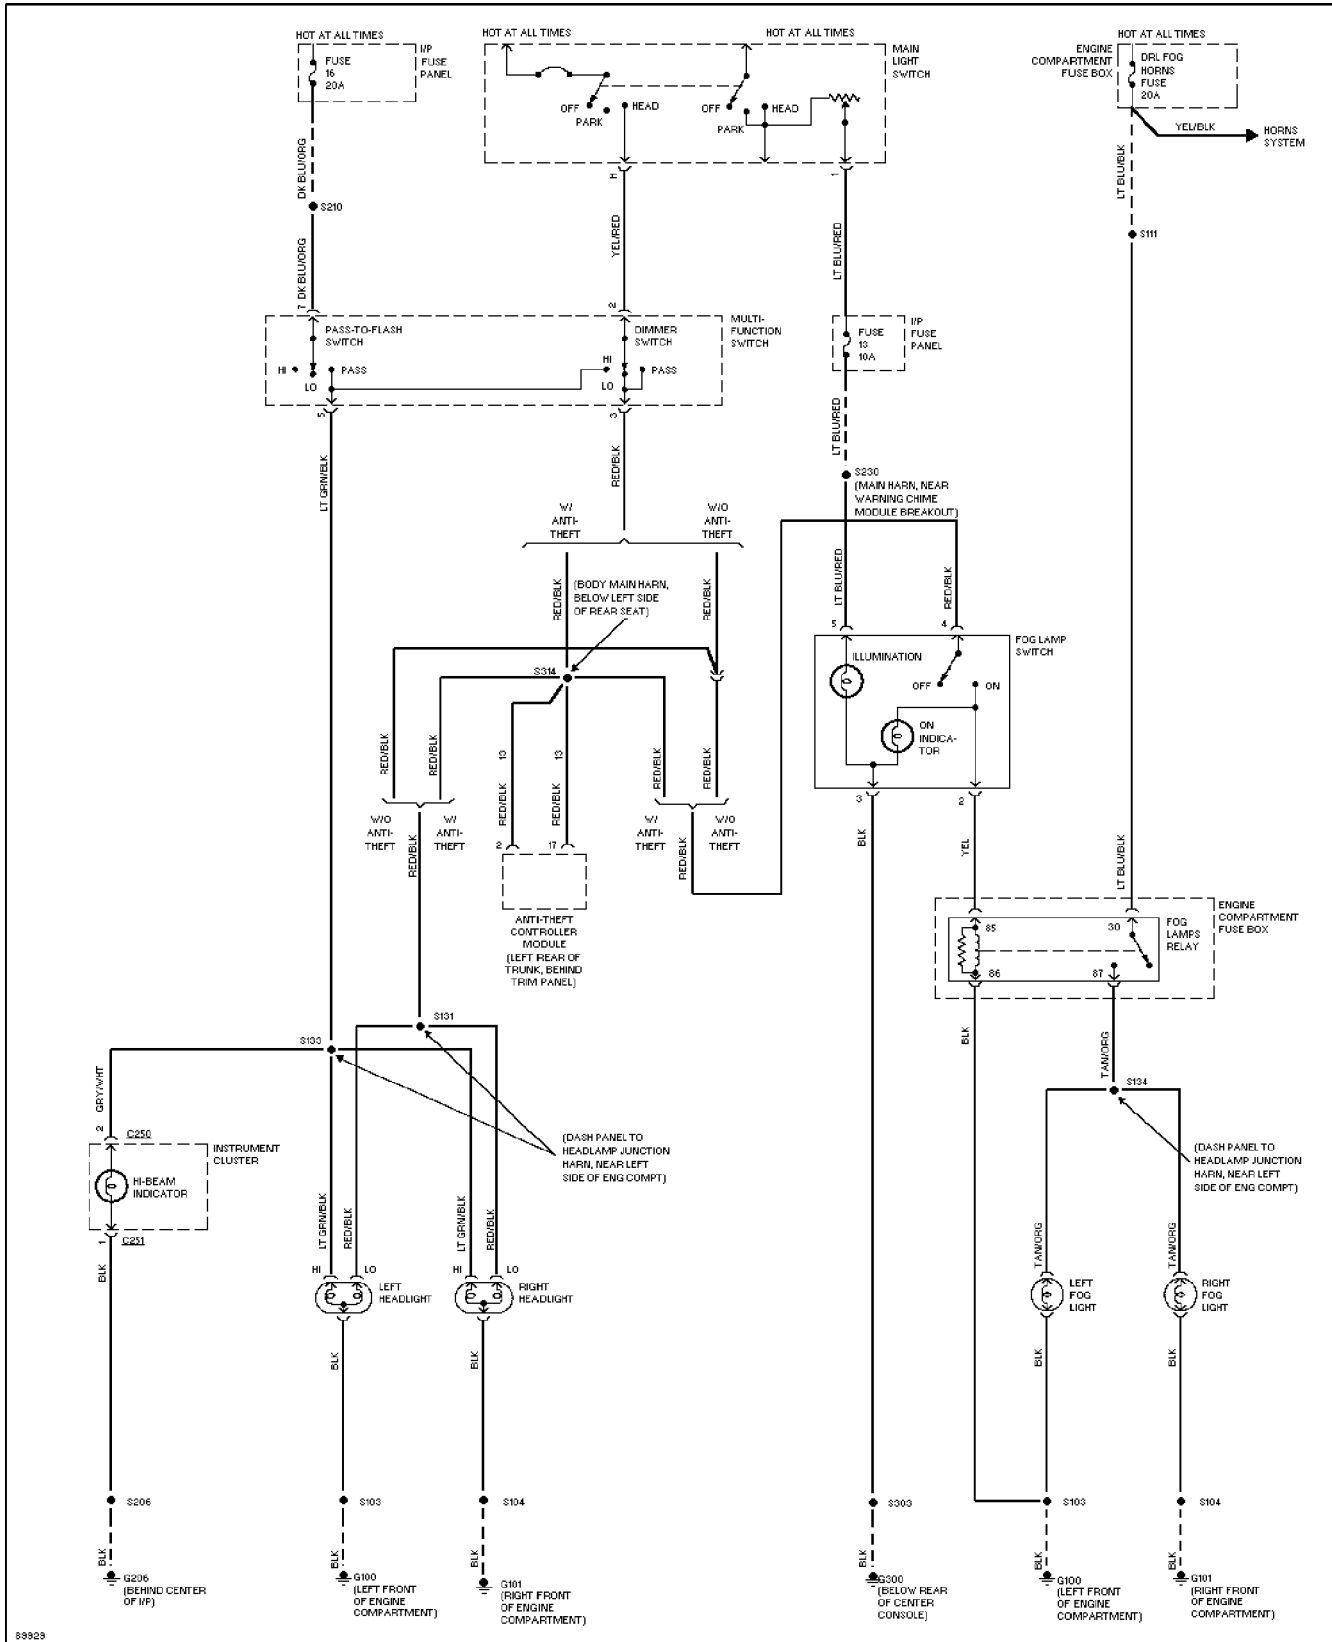 HOT AT ALL TIMES
I/P
FUSE
PANEL
FUSE
16
20A
HOT AT ALL TIMES
HOT AT ALL TIMES
MAIN
LIGHT
SWITCH
OFF
HEAD
PARK
OFF
HEAD
PARK
HOT AT ALL TIMES
ENGINE
COMPARTMENT
FUSE BOX
DRL FOG
HORNS
FUSE
20A
YEL/BLK
HORNS
SYSTEM
DK BLU/ORG
S210
7 DK BLU/ORG
H
YEL/RED
2
1
LT BLU/RED
LT BLU/BLK
S111
PASS-TO-FLASH
SWITCH
HI
PASS
LO
DIMMER
SWITCH
HI
PASS
LO
MULTI-
FUNCTION
SWITCH
FUSE
13
10A
I/P
FUSE
PANEL
5
3
LT GRN/BLK
RED/BLK
LT BLU/RED
S230
(MAIN HARN, NEAR
WARNING CHIME
MODULE BREAKOUT)
W/
ANTI-
THEFT
W/O
ANTI-
THEFT
RED/BLK
(BODY MAIN HARN,
BELOW LEFT SIDE
OF REAR SEAT)
RED/BLK
LT BLU/RED
RED/BLK
5
4
FOG LAMP
SWITCH
ILLUMINATION
OFF
ON
ON
INDICA-
TOR
S314
RED/BLK
RED/BLK
13
13
RED/BLK
RED/BLK
RED/BLK
RED/BLK
W/O
ANTI-
THEFT
W/
ANTI-
THEFT
RED/BLK
2
17
ANTI-THEFT
CONTROLLER
MODULE
(LEFT REAR OF
TRUNK, BEHIND
TRIM PANEL)
W/
ANTI-
THEFT
W/O
ANTI-
THEFT
RED/BLK
3
2
BLK
YEL
LT BLU/BLK
ENGINE
COMPARTMENT
FUSE BOX
85
30
FOG
LAMPS
RELAY
86
87
BLK
TAN/ORG
S131
S133
S134
GRY/WHT
2
C250
INSTRUMENT
CLUSTER
HI-BEAM
INDICATOR
1
C251
BLK
(DASH PANEL TO
HEADLAMP JUNCTION
HARN, NEAR LEFT
SIDE OF ENG COMPT)
(DASH PANEL TO
HEADLAMP JUNCTION
HARN, NEAR LEFT
SIDE OF ENG COMPT)
LT GRN/BLK
RED/BLK
LT GRN/BLK
RED/BLK
TAN/ORG
TAN/ORG
HI
LO
LEFT
HEADLIGHT
HI
LO
RIGHT
HEADLIGHT
LEFT
FOG
LIGHT
RIGHT
FOG
LIGHT
BLK
BLK
BLK
BLK
S206
S103
S104
S303
S103
S104
BLK
BLK
BLK
BLK
BLK
BLK
G206
(BEHIND CENTER
OF I/P)
G100
(LEFT FRONT
OF ENGINE
COMPARTMENT)
G101
(RIGHT FRONT
OF ENGINE
COMPARTMENT)
G300
(BELOW REAR
OF CENTER
CONSOLE)
G100
(LEFT FRONT
OF ENGINE
COMPARTMENT)
G101
(RIGHT FRONT
OF ENGINE
COMPARTMENT)
89929